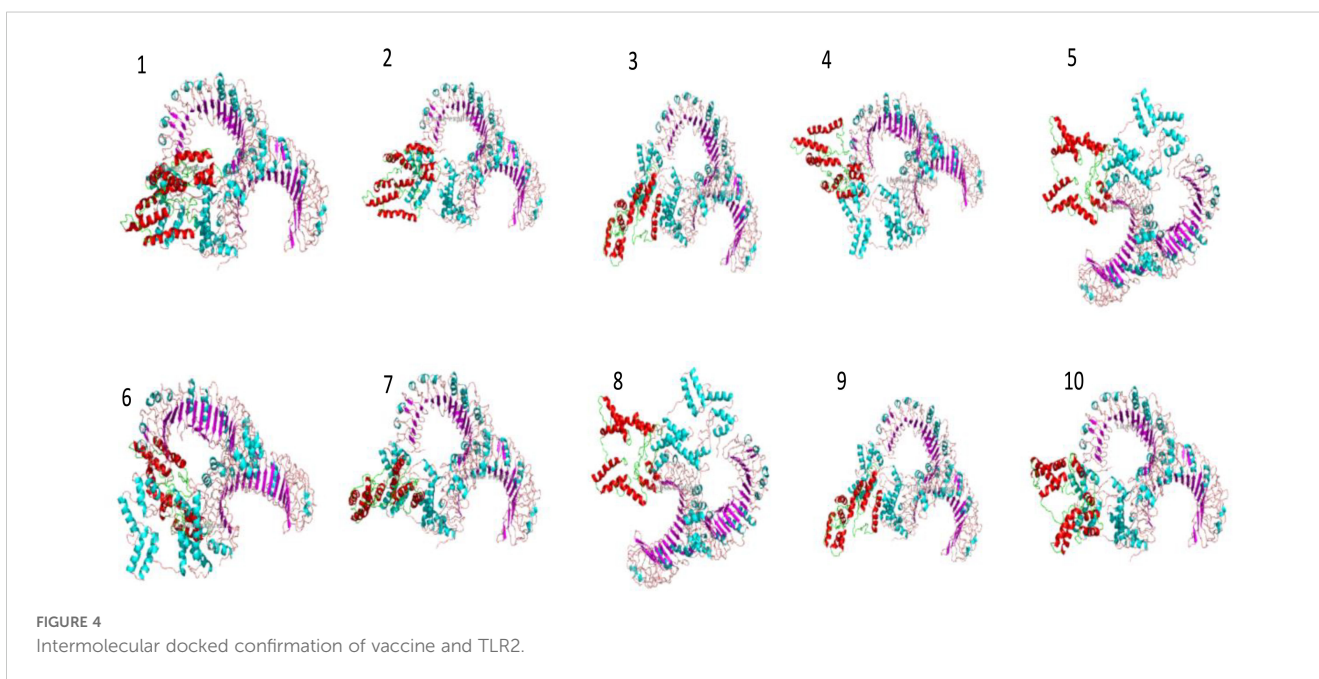 1 2 3 4 5
6 7 8 9 10
FIGURE 4
Intermolecular docked confirmation of vaccine and TLR2.